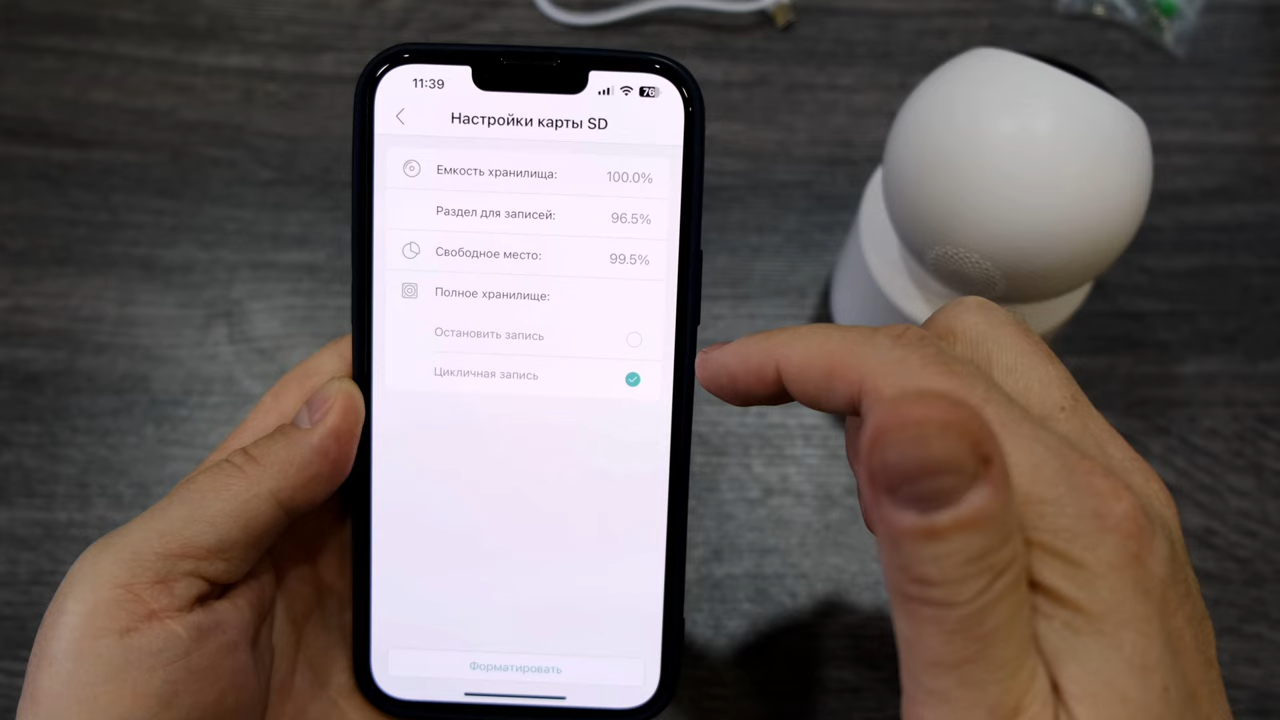 11:39
76
Настройки карты SD
Емкость хранилища: 100.0%
Раздел для записей: 96.5%
Свободное место: 99.5%
Полное хранилище:
Остановить запись
Цикличная запись
Форматировать